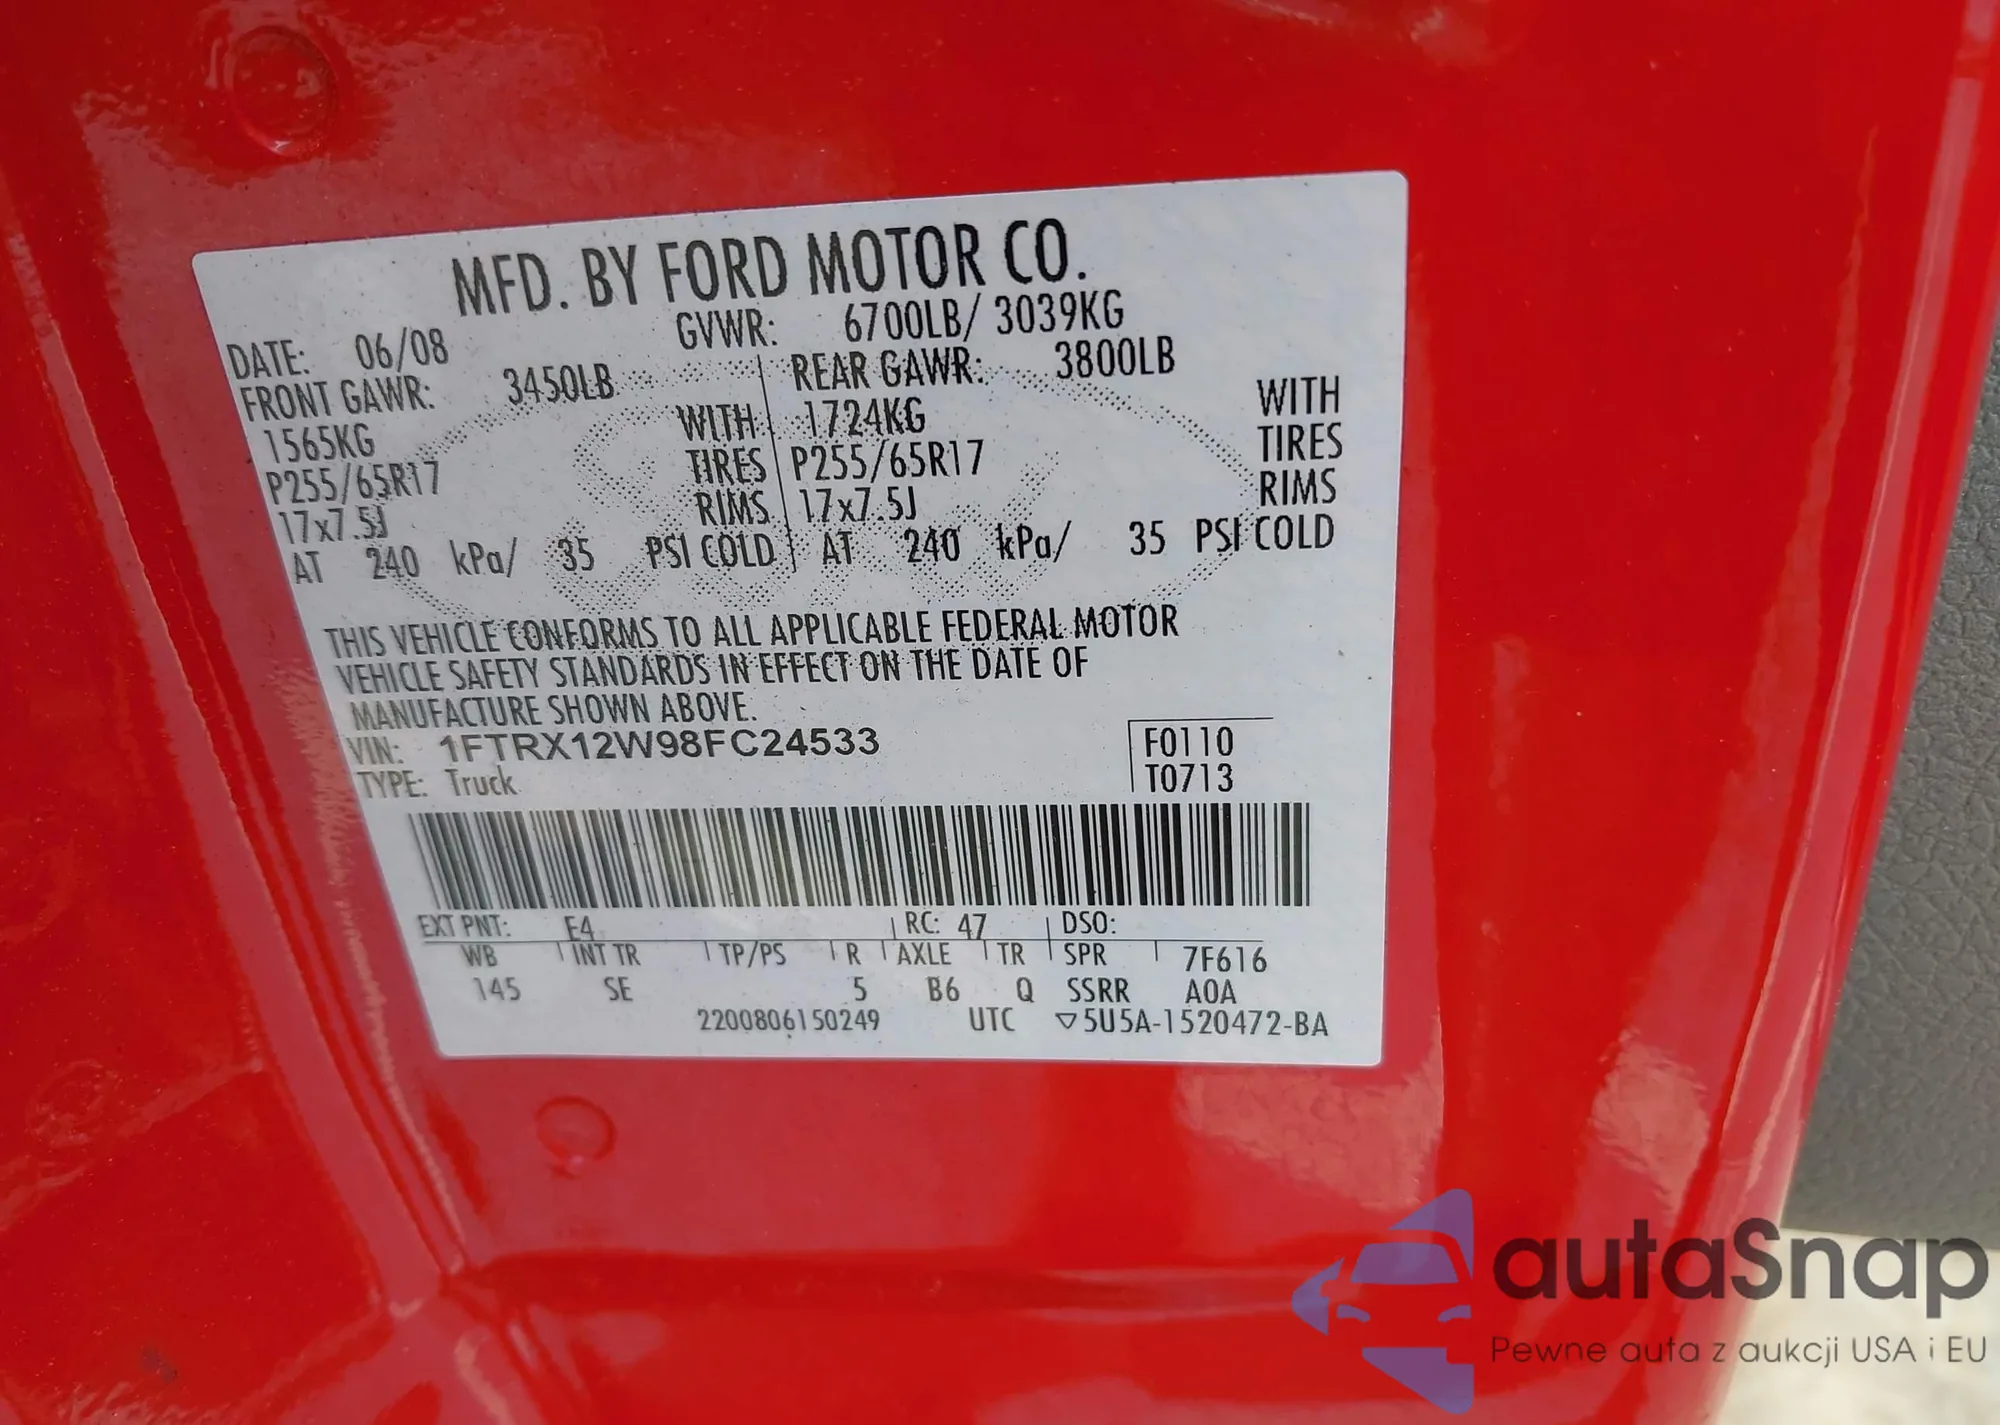 MFD. BY FORD MOTOR CO.
DATE: 06/08 GVWR: 6700LB/ 3039KG
FRONT GAWR: 3450LB REAR GAWR: 3800LB
1565KG WITH 1724KG WITH
P255/65R17 TIRES P255/65R17 TIRES
17x7.5J RIMS 17x7.5J RIMS
AT 240 kPa/ 35 PSI COLD AT 240 kPa/ 35 PSI COLD
THIS VEHICLE CONFORMS TO ALL APPLICABLE FEDERAL MOTOR
VEHICLE SAFETY STANDARDS IN EFFECT ON THE DATE OF
MANUFACTURE SHOWN ABOVE.
VIN: 1FTRX12W98FC24533 F0110
TYPE: Truck T0713
EXT PNT: E4 RC: 47 DSO:
WB INT TR TP/PS R AXLE TR SPR 7F616
145 SE 5 B6 Q SSRR A0A
2200806150249 UTC ▽5U5A-1520472-BA
autaSnap
Pewne auta z aukcji USA i EU